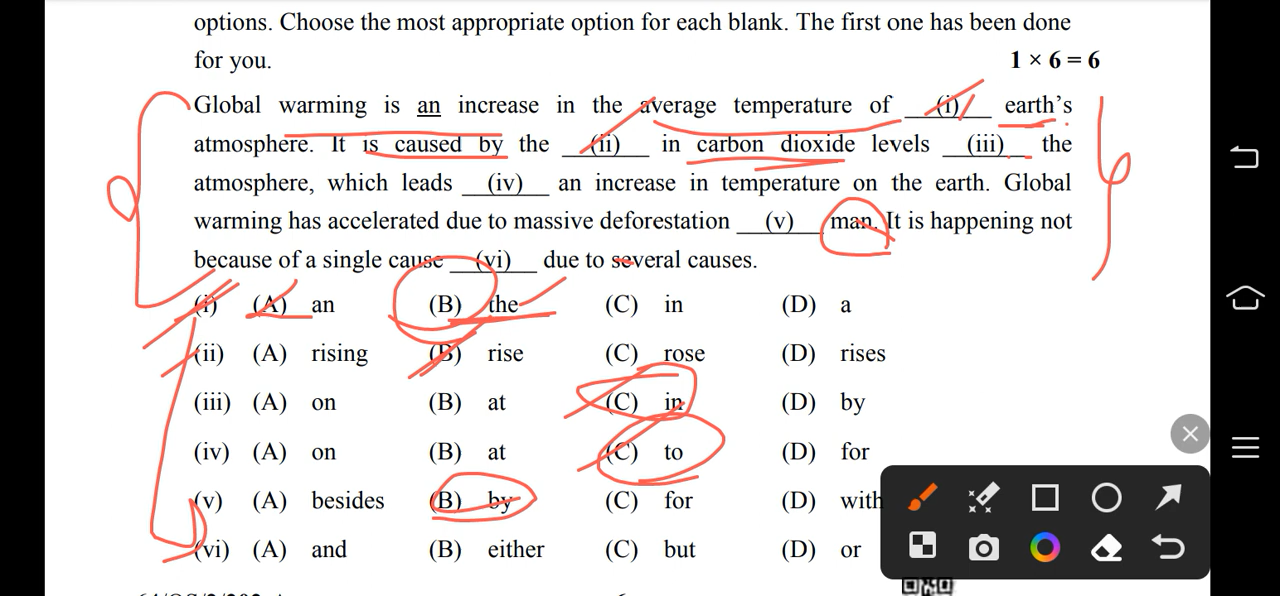 options. Choose the most appropriate option for each blank. The first one has been done
for you. 1 × 6 = 6
Global warming is an increase in the average temperature of (i) earth's
atmosphere. It is caused by the (ii) in carbon dioxide levels (iii) the
atmosphere, which leads (iv) an increase in temperature on the earth. Global
warming has accelerated due to massive deforestation (v) man. It is happening not
because of a single cause (vi) due to several causes.
(i) (A) an (B) the (C) in (D) a
(ii) (A) rising (B) rise (C) rose (D) rises
(iii) (A) on (B) at (C) in (D) by
(iv) (A) on (B) at (C) to (D) for
(v) (A) besides (B) by (C) for (D) with
(vi) (A) and (B) either (C) but (D) or